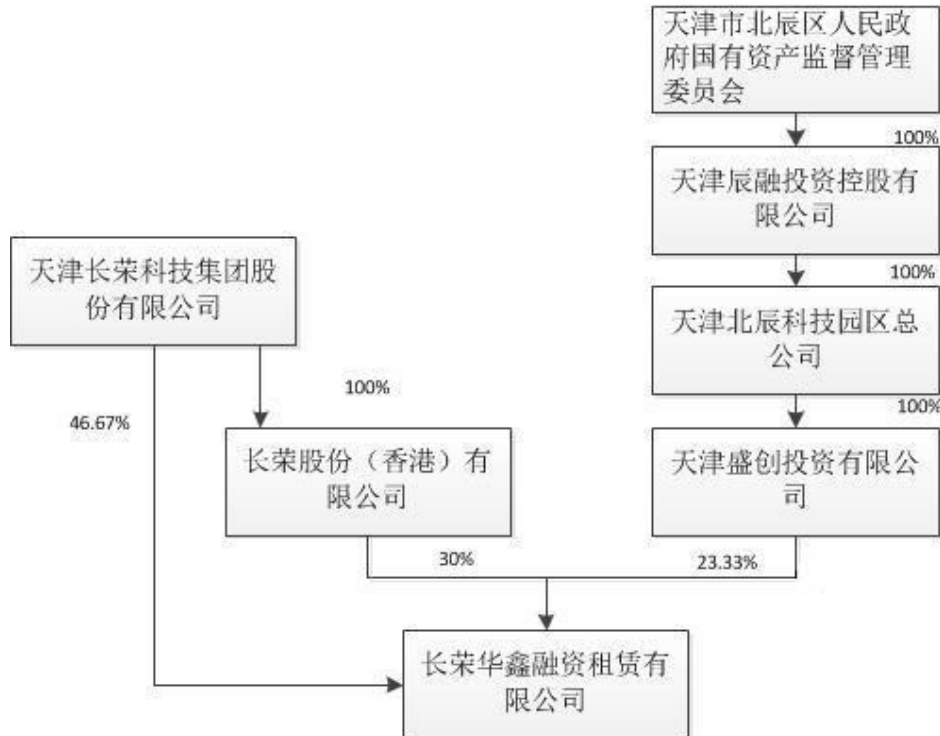 天津市北辰区人民政
府国有资产监督管理
委员会
100%
天津辰融投资控股有
限公司
100%
天津长荣科技集团股
份有限公司
天津北辰科技园区总
公司
100%
100%
46.67%
长荣股份（香港）有
限公司
天津盛创投资有限公
司
30%
23.33%
长荣华鑫融资租赁有
限公司